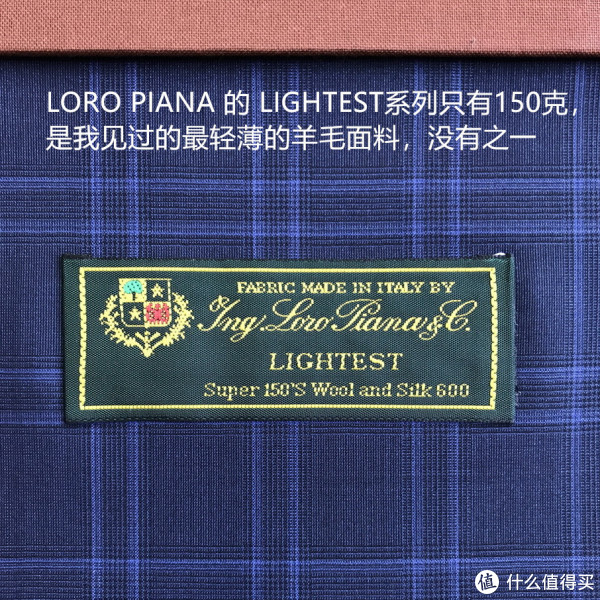 LORO PIANA 的 LIGHTEST系列只有150克，
是我见过的最轻薄的羊毛面料，没有之一
FABRIC MADE IN ITALY BY
Ing. Loro Piana & C.
LIGHTEST
Super 150'S Wool and Silk 600
值 什么值得买